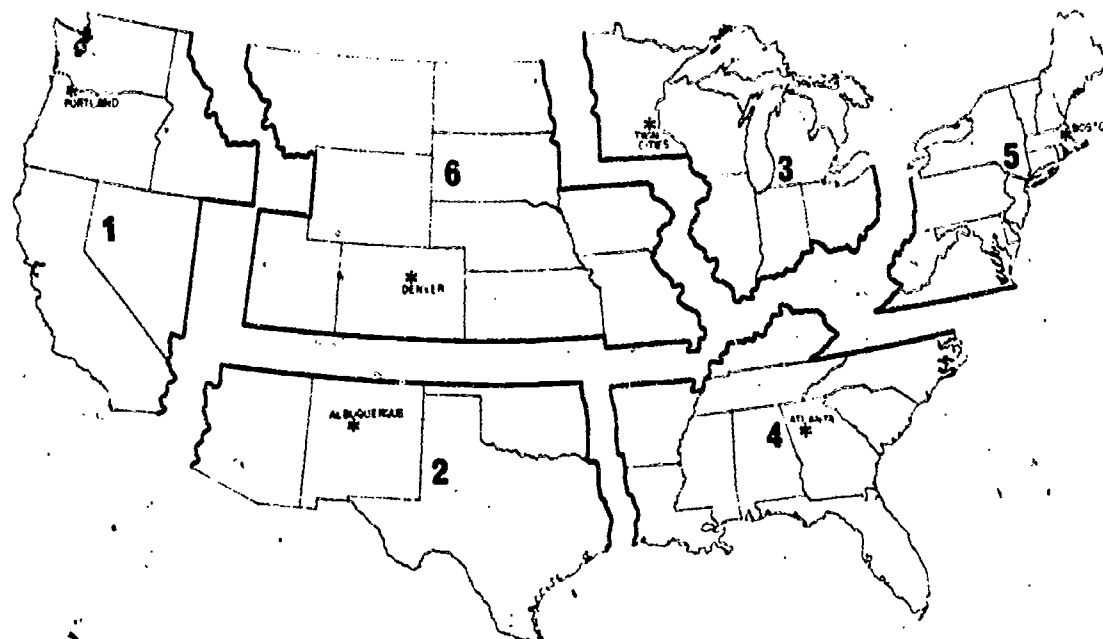 PORTLAND
1
6
DENVER
ALBUQUERQUE
2
TWIN
CITIES
3
4
ATLANTA
5